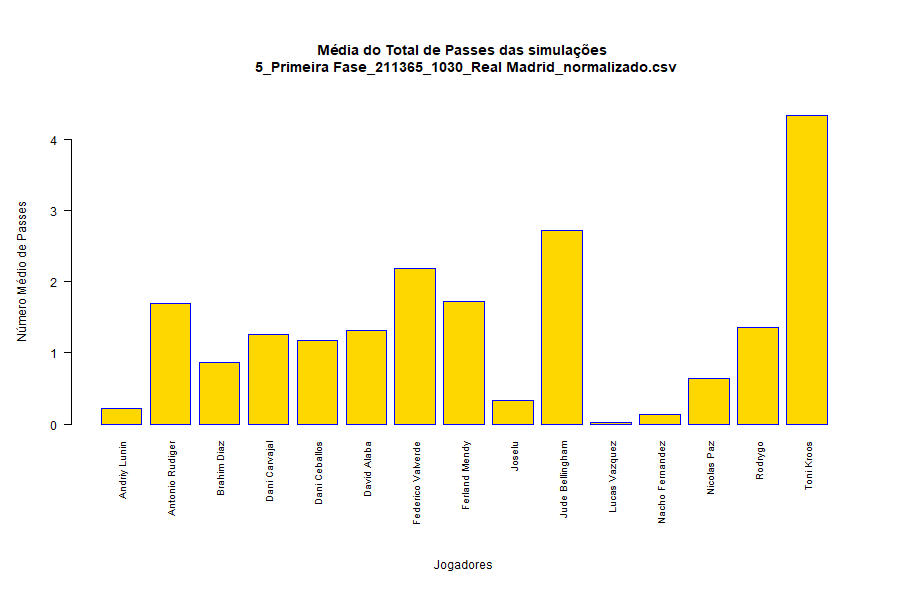 Média do Total de Passes das simulações
5_Primeira Fase_211365_1030_Real Madrid_normalizado.csv
Número Médio de Passes
4
3
2
1
0
Andriy Lunin
Antonio Rudiger
Brahim Diaz
Dani Carvajal
Dani Ceballos
David Alaba
Federico Valverde
Ferland Mendy
Joselu
Jude Bellingham
Lucas Vazquez
Nacho Fernandez
Nicolas Paz
Rodrygo
Toni Kroos
Jogadores